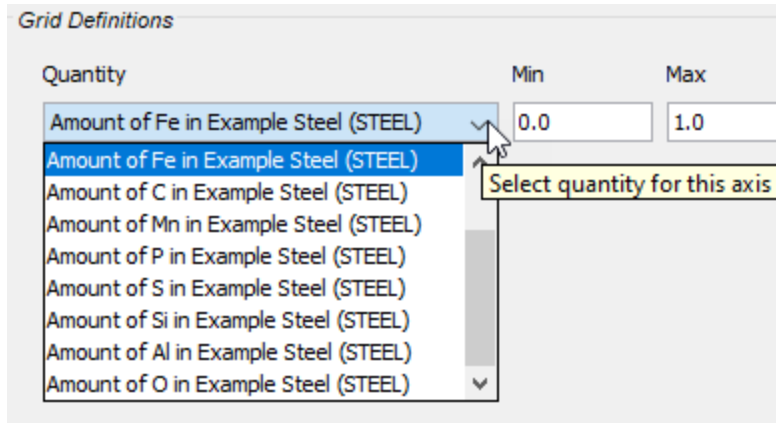 Grid Definitions
Quantity Min Max
Amount of Fe in Example Steel (STEEL) 0.0 1.0
Amount of Fe in Example Steel (STEEL)
Select quantity for this axis
Amount of C in Example Steel (STEEL)
Amount of Mn in Example Steel (STEEL)
Amount of P in Example Steel (STEEL)
Amount of S in Example Steel (STEEL)
Amount of Si in Example Steel (STEEL)
Amount of Al in Example Steel (STEEL)
Amount of O in Example Steel (STEEL)